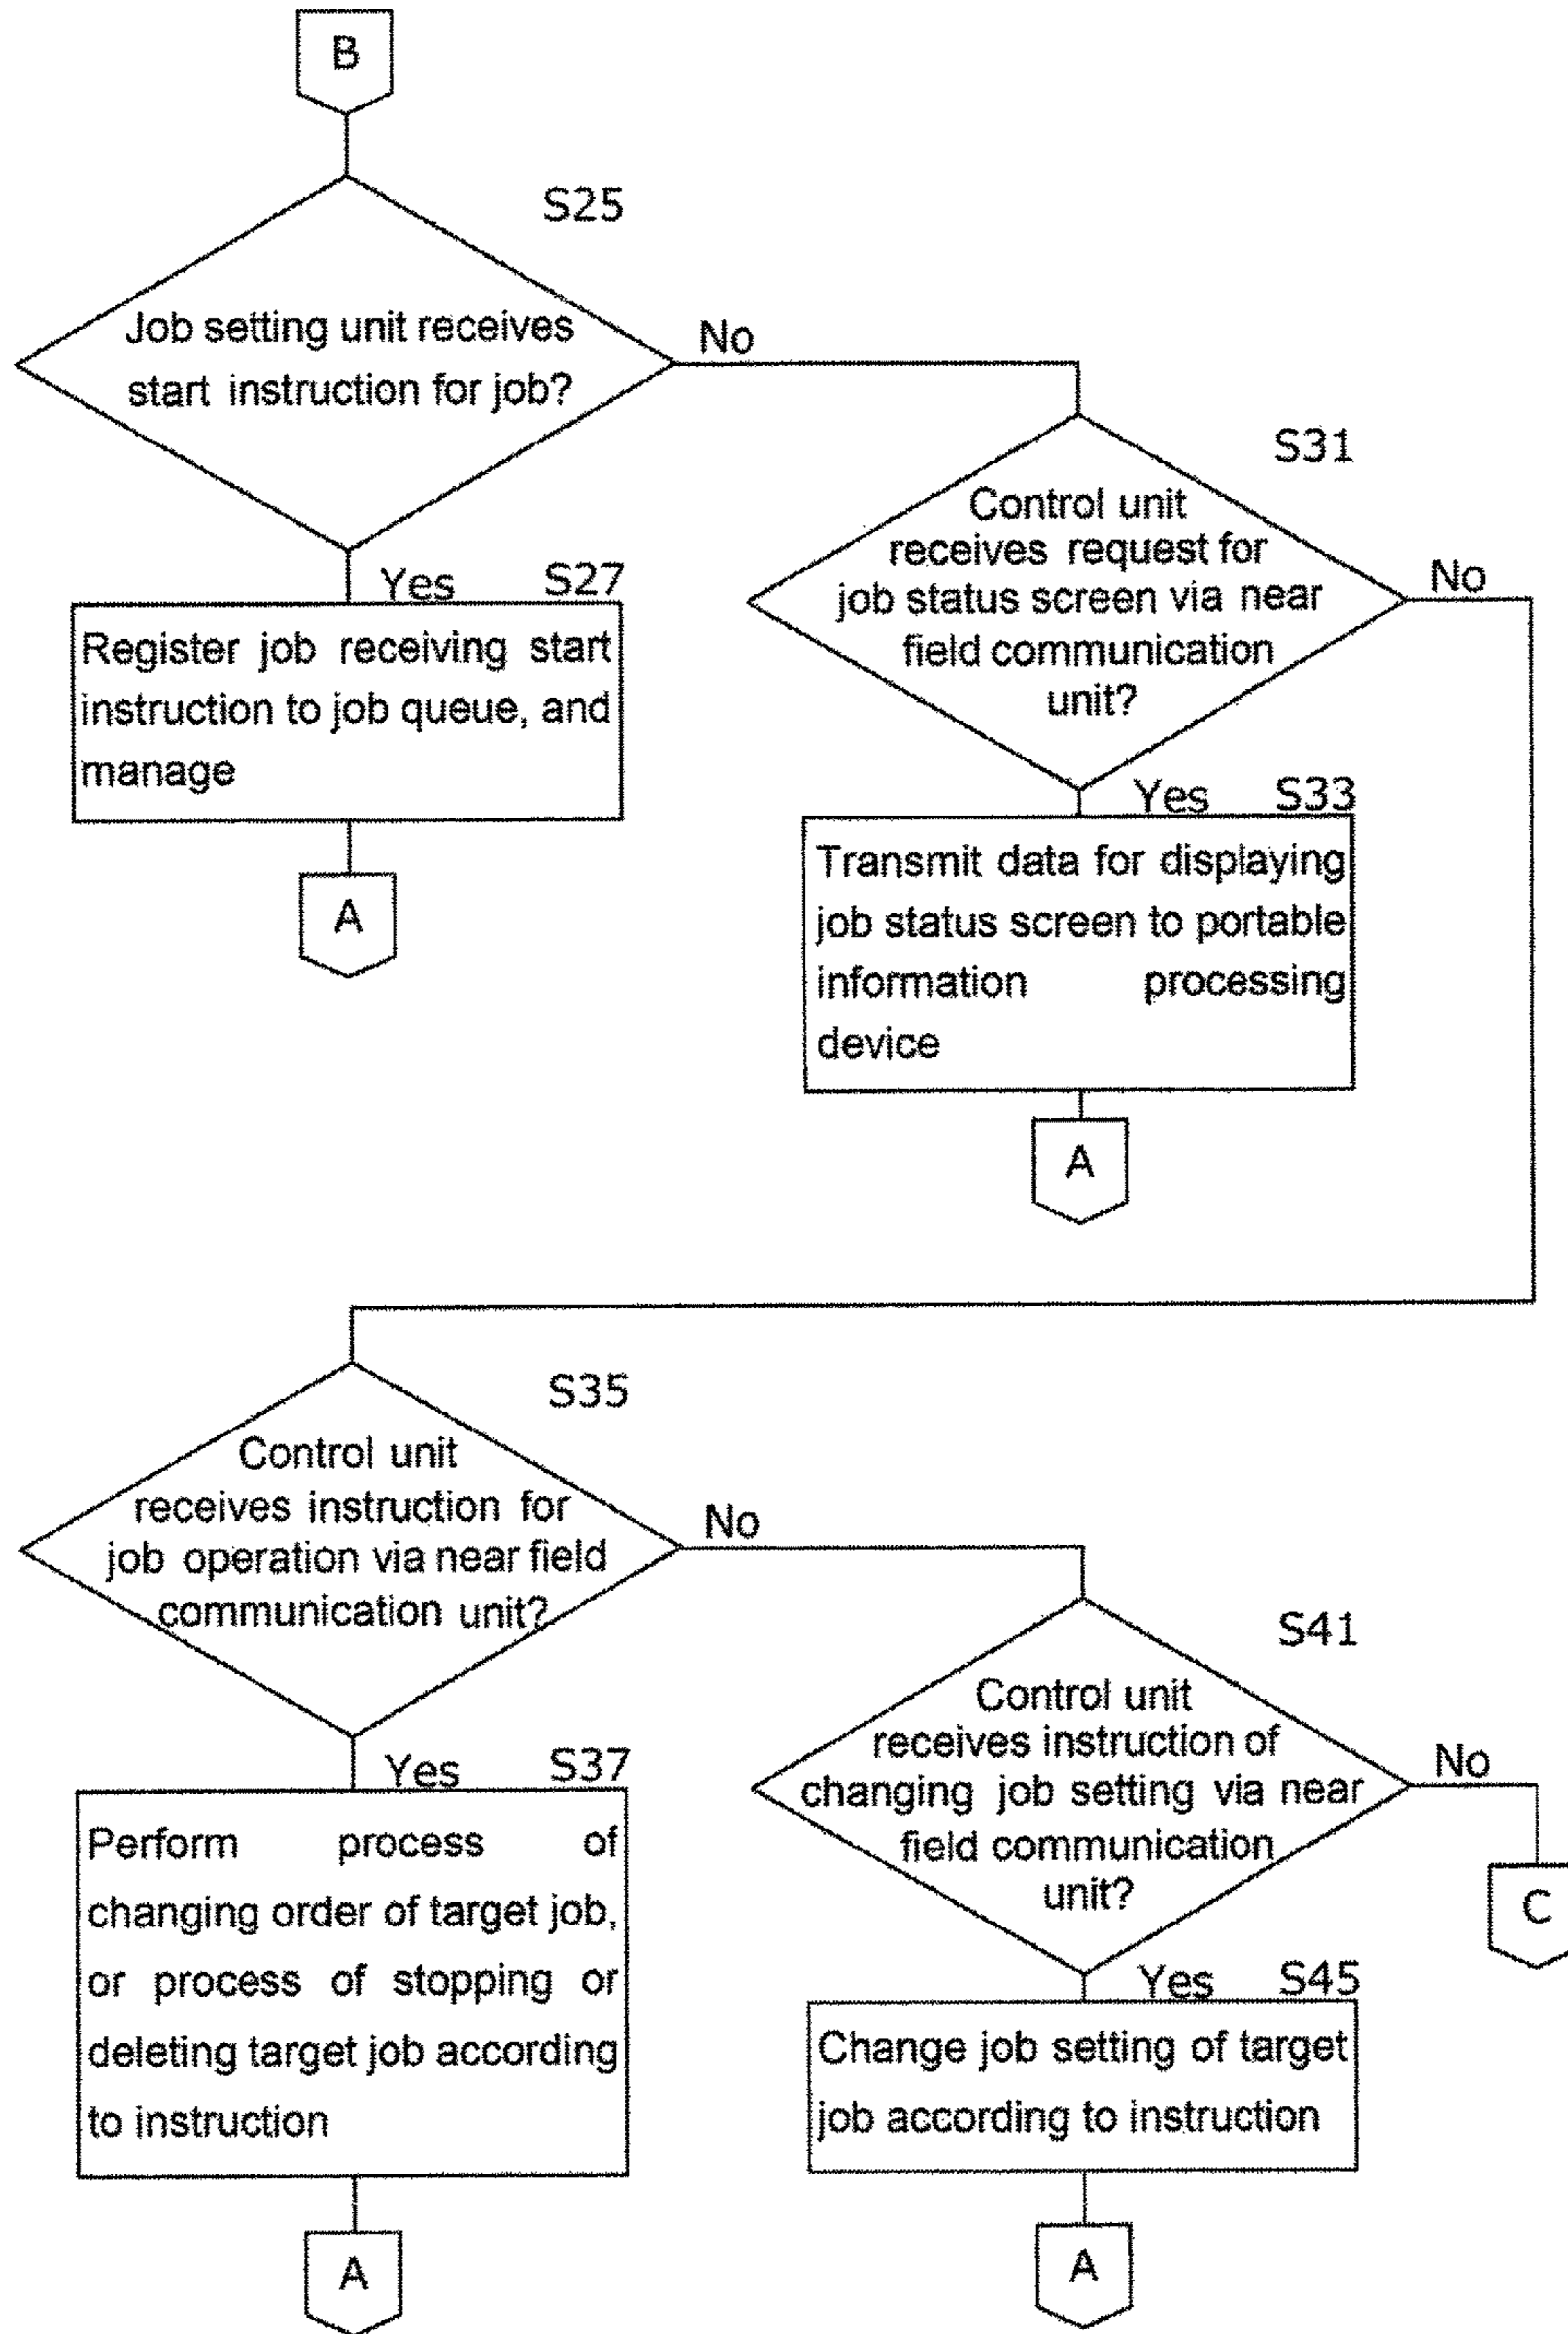 B
S25
Job setting unit receives
start instruction for job?
No
Yes
S27
Register job receiving start
instruction to job queue, and
manage
A
S31
Control unit
receives request for
job status screen via near
field communication
unit?
No
Yes
S33
Transmit data for displaying
job status screen to portable
information processing
device
A
S35
Control unit
receives instruction for
job operation via near field
communication unit?
No
Yes
S37
Perform process of
changing order of target job,
or process of stopping or
deleting target job according
to instruction
A
S41
Control unit
receives instruction of
changing job setting via near
field communication
unit?
No
C
Yes
S45
Change job setting of target
job according to instruction
A